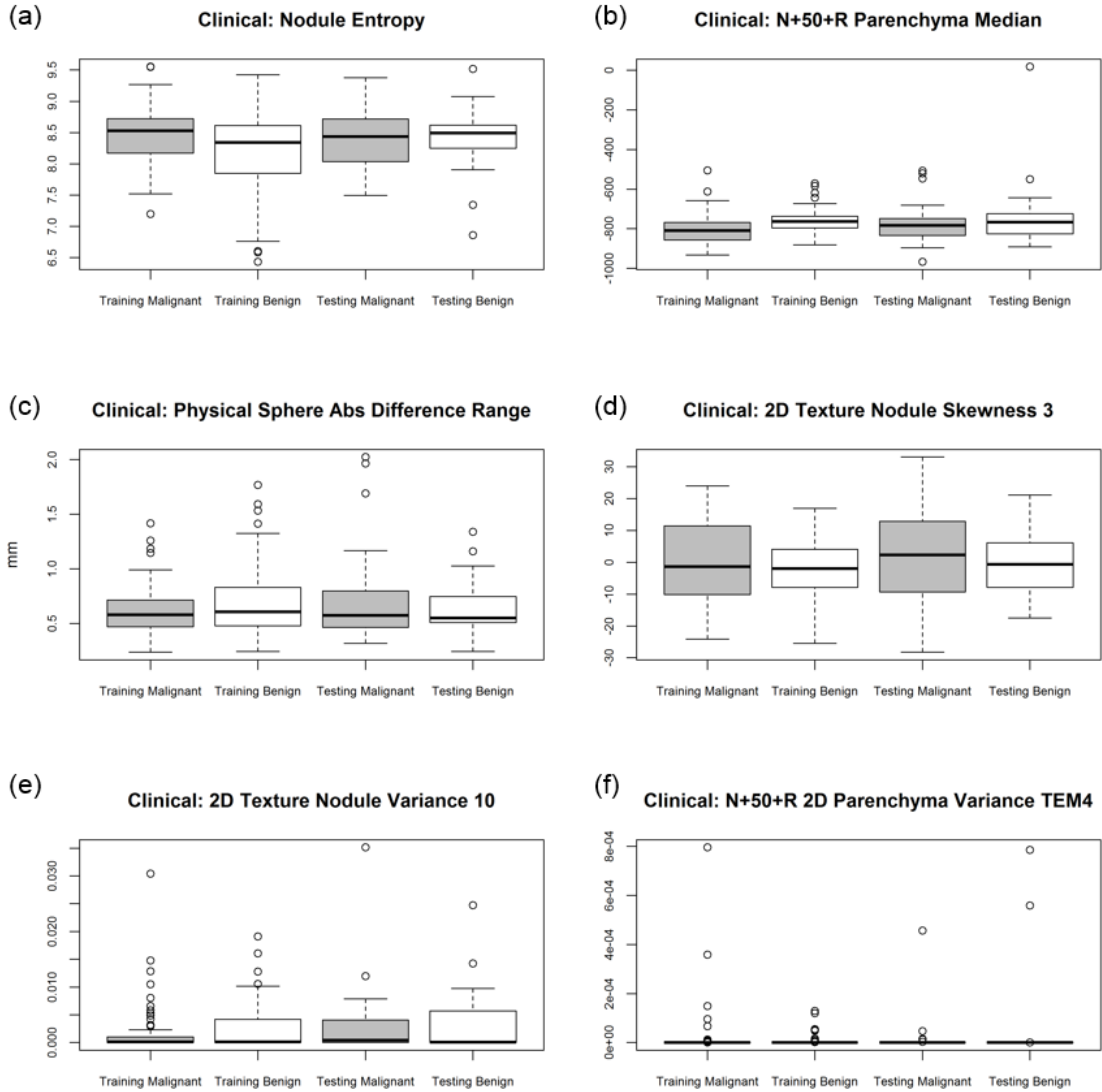 (a) Clinical: Nodule Entropy
9.5
9.0
8.5
8.0
7.5
7.0
6.5
Training Malignant Training Benign Testing Malignant Testing Benign
(b) Clinical: N+50+R Parenchyma Median
0
-200
-400
-600
-800
-1000
Training Malignant Training Benign Testing Malignant Testing Benign
(c) Clinical: Physical Sphere Abs Difference Range
mm
2.0
1.5
1.0
0.5
Training Malignant Training Benign Testing Malignant Testing Benign
(d) Clinical: 2D Texture Nodule Skewness 3
30
20
10
0
-10
-20
-30
Training Malignant Training Benign Testing Malignant Testing Benign
(e) Clinical: 2D Texture Nodule Variance 10
0.030
0.020
0.010
0.000
Training Malignant Training Benign Testing Malignant Testing Benign
(f) Clinical: N+50+R 2D Parenchyma Variance TEM4
8e-04
6e-04
4e-04
2e-04
0e+00
Training Malignant Training Benign Testing Malignant Testing Benign